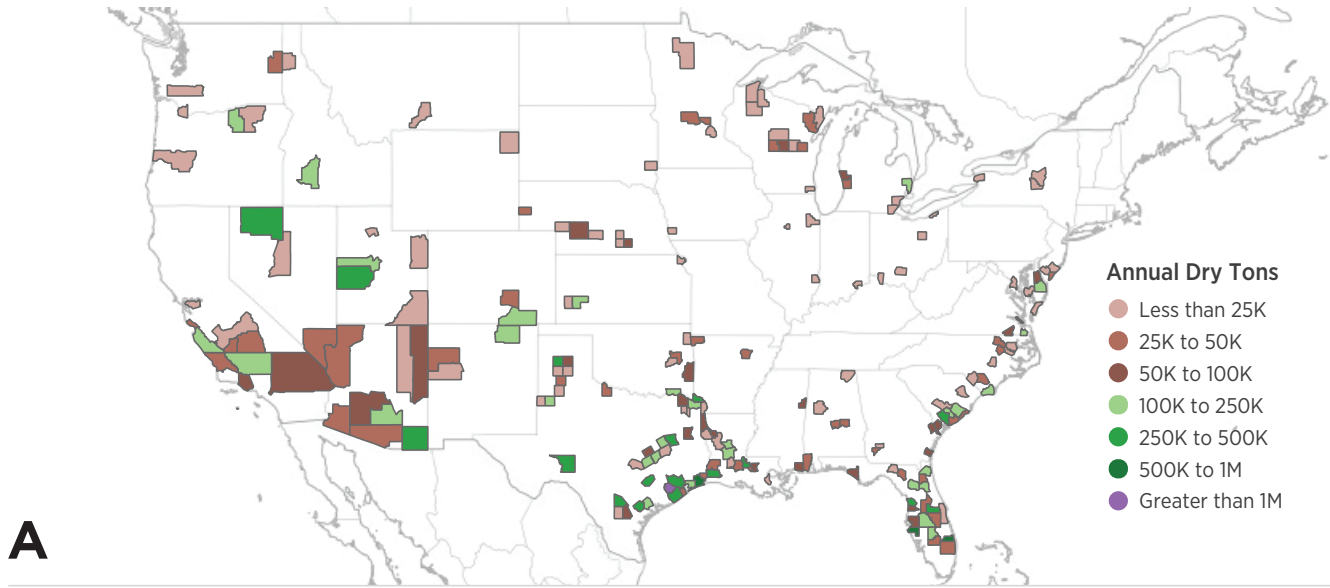 Annual Dry Tons
Less than 25K
25K to 50K
50K to 100K
100K to 250K
250K to 500K
500K to 1M
Greater than 1M
A